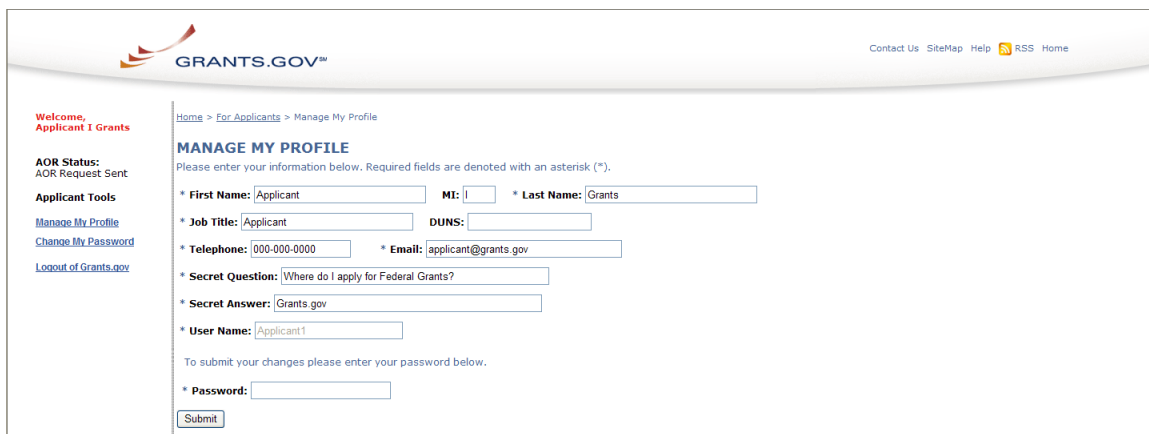 GRANTS.GOV℠
Contact Us SiteMap Help RSS Home
Welcome,
Applicant I Grants
AOR Status:
AOR Request Sent
Applicant Tools
Manage My Profile
Change My Password
Logout of Grants.gov
Home > For Applicants > Manage My Profile
MANAGE MY PROFILE
Please enter your information below. Required fields are denoted with an asterisk (*).
* First Name: Applicant MI: I * Last Name: Grants
* Job Title: Applicant DUNS:
* Telephone: 000-000-0000 * Email: applicant@grants.gov
* Secret Question: Where do I apply for Federal Grants?
* Secret Answer: Grants.gov
* User Name: Applicant1
To submit your changes please enter your password below.
* Password:
Submit